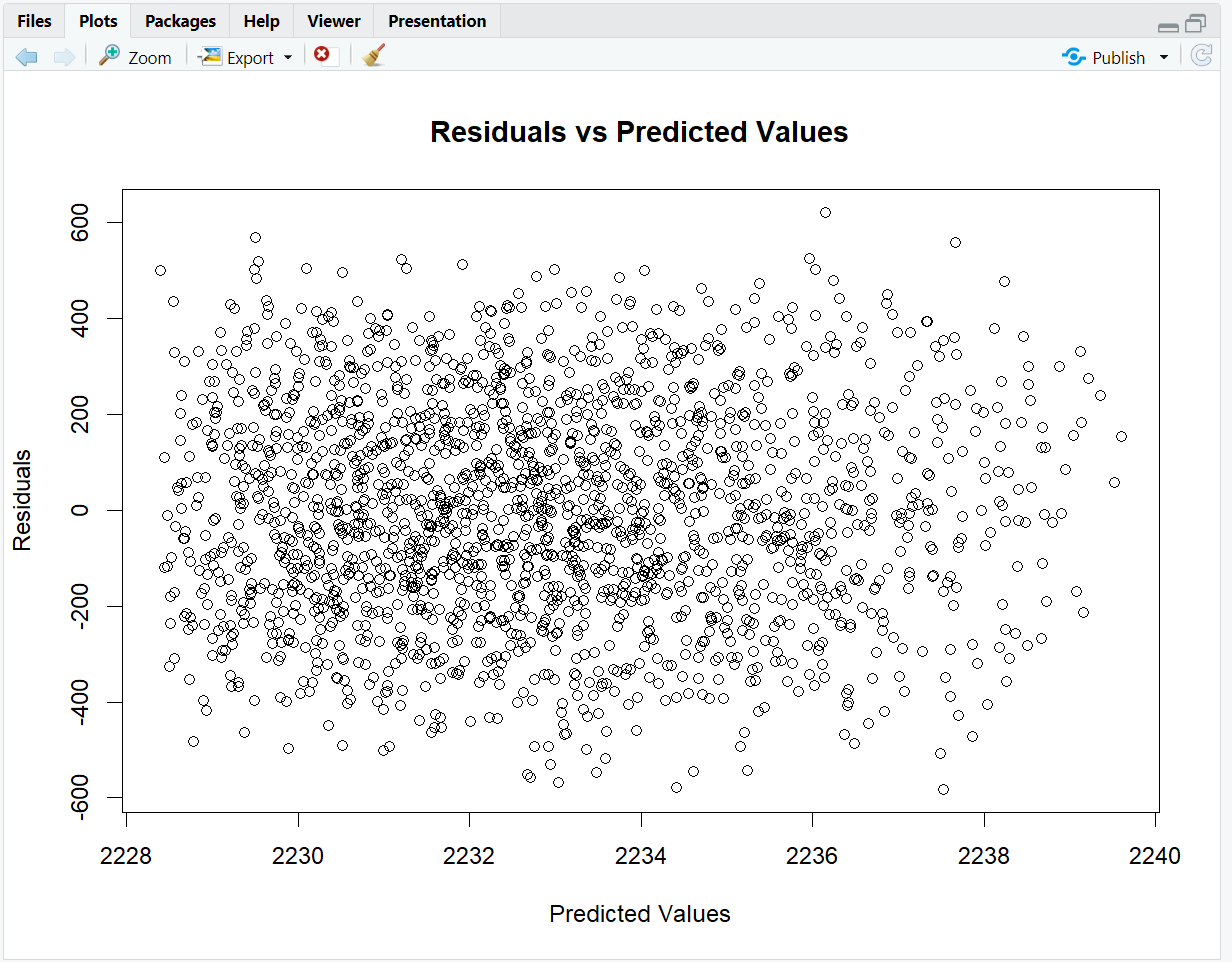 Files Plots Packages Help Viewer Presentation
Zoom Export Publish
Residuals vs Predicted Values
Residuals
600
400
200
0
-200
-400
-600
2228 2230 2232 2234 2236 2238 2240
Predicted Values